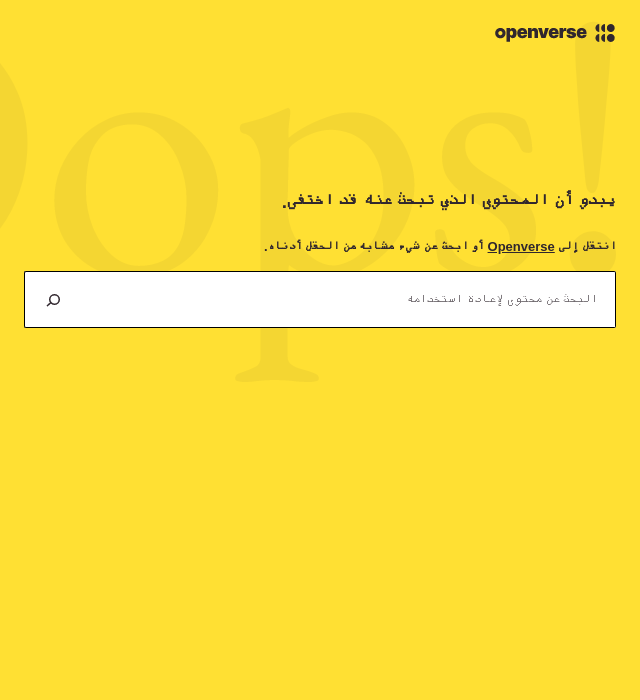 openverse
Oops!
يبدو أن المحتوى الذي تبحث عنه قد اختفى.
انتقل إلى Openverse أو ابحث عن شيء مشابه من الحقل أدناه.
البحث عن محتوى لإعادة استخدامه